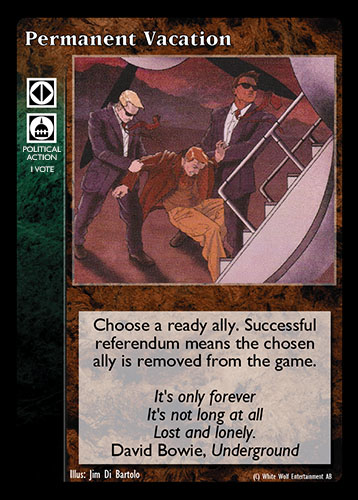 Permanent Vacation
POLITICAL
ACTION
1 VOTE
Choose a ready ally. Successful
referendum means the chosen
ally is removed from the game.
It's only forever
It's not long at all
Lost and lonely.
David Bowie, Underground
Illus: Jim Di Bartolo
(C) White Wolf Entertainment AB